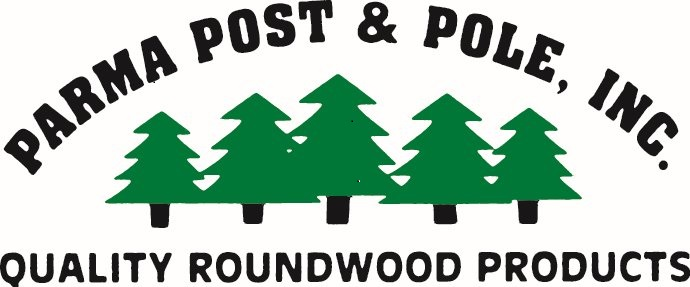 PARMA POST & POLE, INC.
QUALITY ROUNDWOOD PRODUCTS